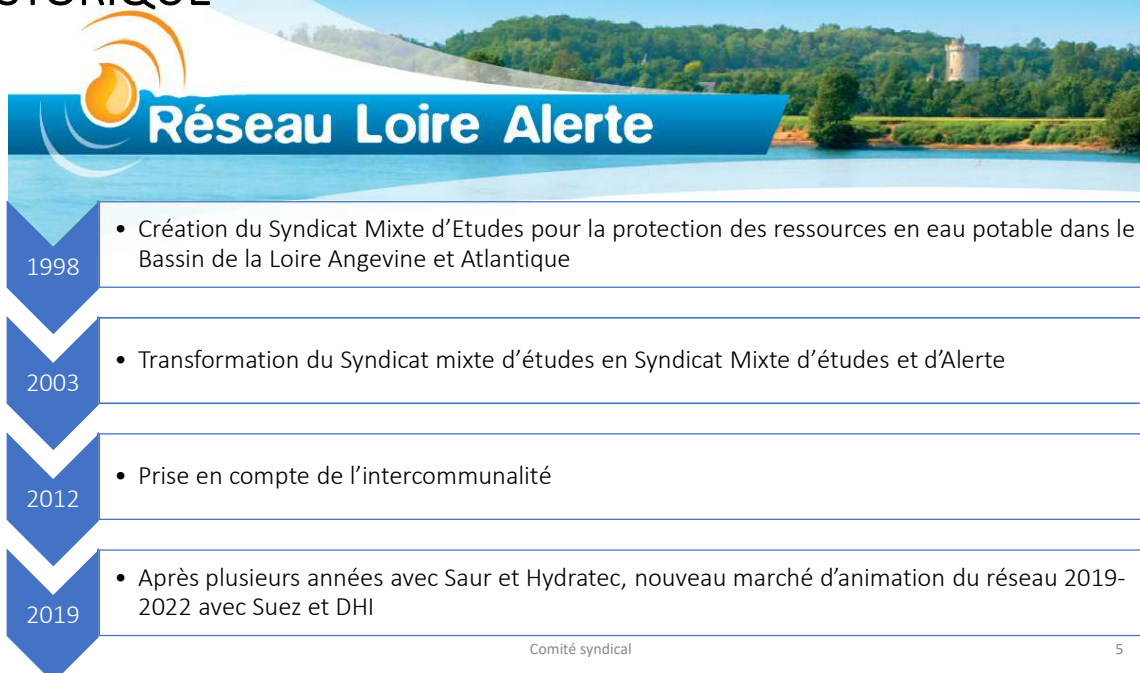 Réseau Loire Alerte
1998
• Création du Syndicat Mixte d’Etudes pour la protection des ressources en eau potable dans le
Bassin de la Loire Angevine et Atlantique
2003
• Transformation du Syndicat mixte d’études en Syndicat Mixte d’études et d’Alerte
2012
• Prise en compte de l’intercommunalité
2019
• Après plusieurs années avec Saur et Hydratec, nouveau marché d’animation du réseau 2019-
2022 avec Suez et DHI
Comité syndical
5